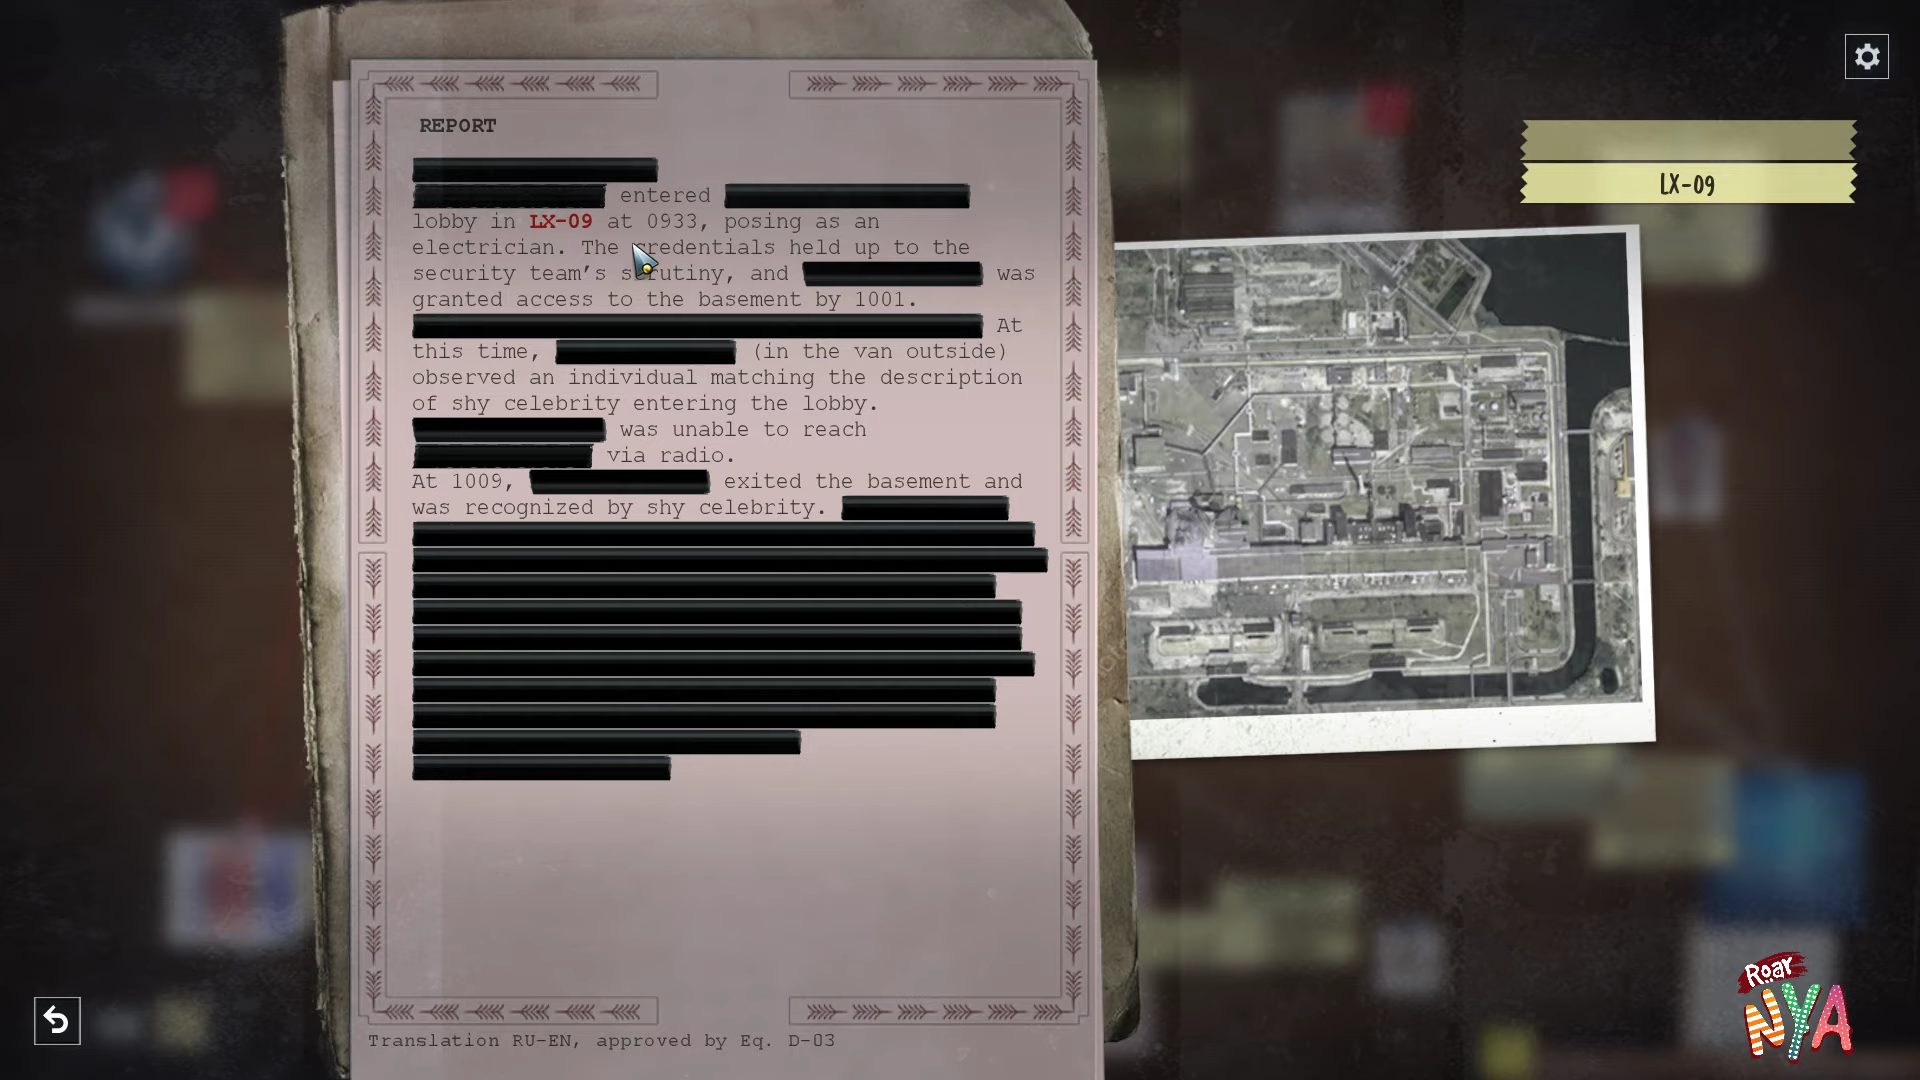 REPORT
entered
lobby in LX-09 at 0933, posing as an
electrician. The credentials held up to the
security team's scrutiny, and was
granted access to the basement by 1001.
At
this time, (in the van outside)
observed an individual matching the description
of shy celebrity entering the lobby.
was unable to reach
via radio.
At 1009, exited the basement and
was recognized by shy celebrity.
Translation RU-EN, approved by Eq. D-03
LX-09
Roar
NYA